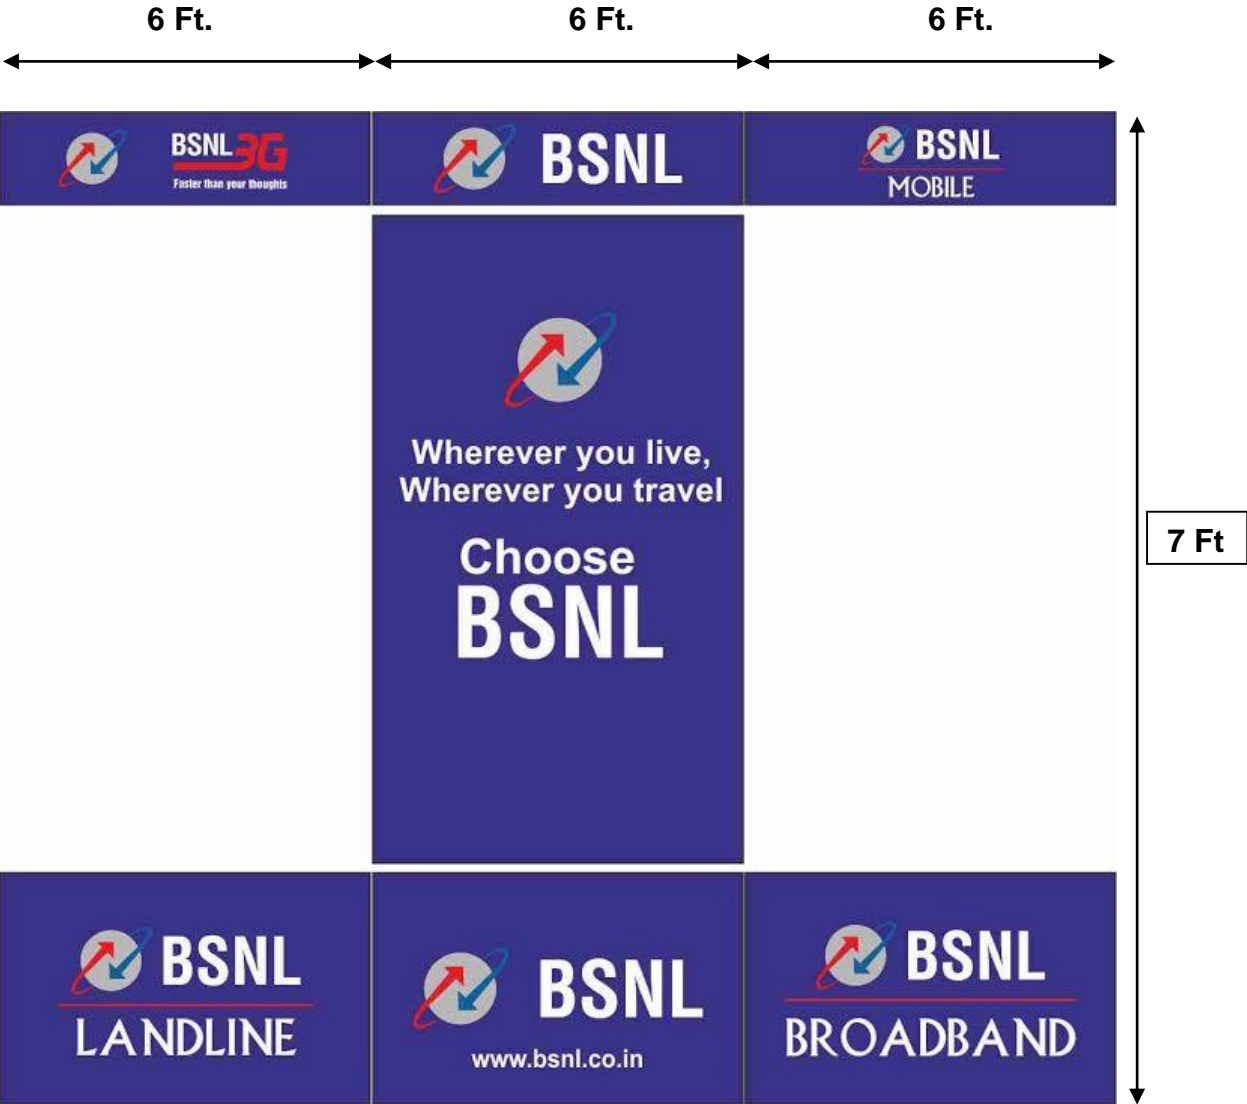 6 Ft.
6 Ft.
6 Ft.
BSNL 3G
Faster than your thoughts
BSNL
BSNL
MOBILE
Wherever you live,
Wherever you travel
Choose
BSNL
7 Ft
BSNL
LANDLINE
BSNL
www.bsnl.co.in
BSNL
BROADBAND